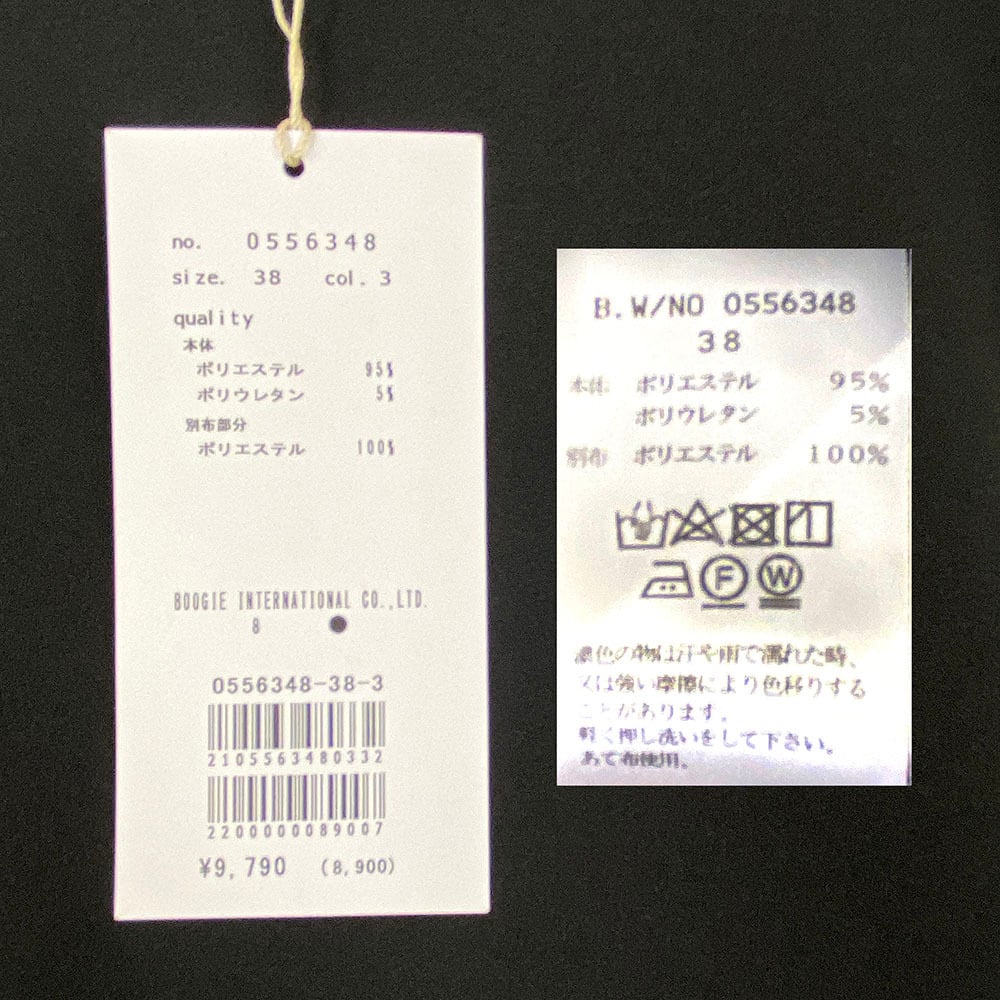 no. 0556348
size. 38 col. 3
quality
本体
ポリエステル 95%
ポリウレタン 5%
別布部分
ポリエステル 100%
BOOGIE INTERNATIONAL CO.,LTD.
8 ●
0556348-38-3
2105563480332
2200000089007
¥9,790 (8,900)
B.W/NO 0556348
38
本体 ポリエステル 95%
ポリウレタン 5%
別布 ポリエステル 100%
F W
濃色の物は汗や雨で濡れた時、
又は強い摩擦により色移りする
ことがあります。
軽く押し洗いをして下さい。
あて布使用。